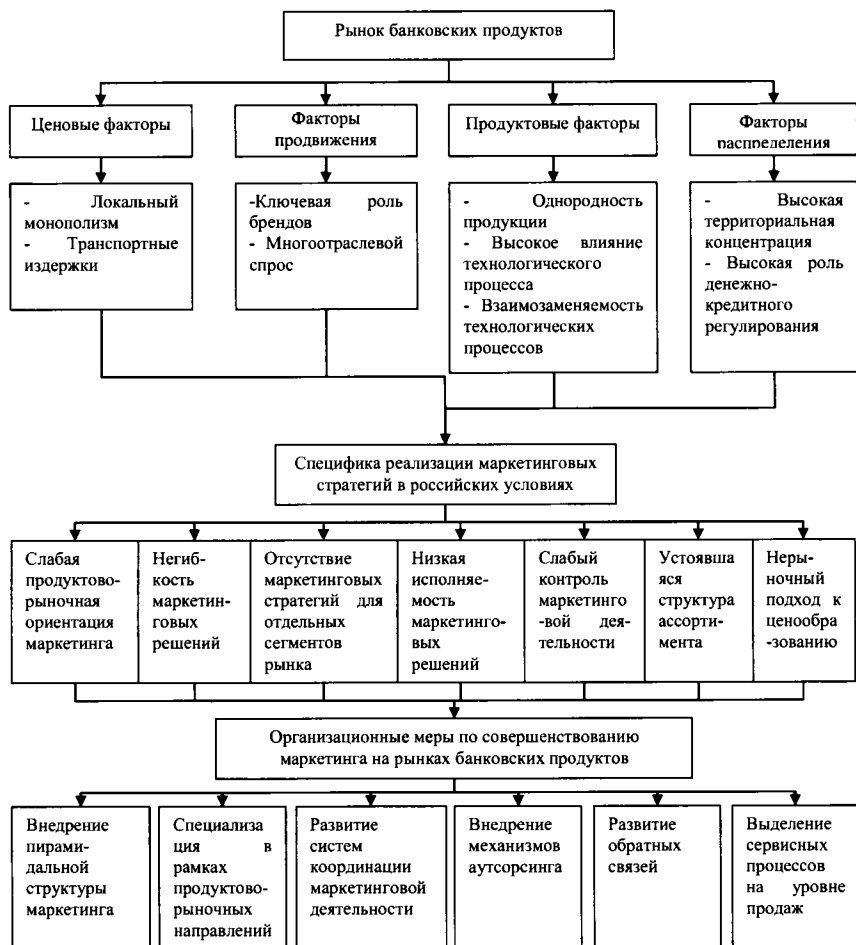 Рынок банковских продуктов
Ценовые факторы
Факторы
продвижения
Продуктовые факторы
Факторы
распределения
- Локальный
монополизм
- Транспортные
издержки
-Ключевая роль
брендов
- Многоотраслевой
спрос
- Однородность
продукции
- Высокое влияние
технологического
процесса
- Взаимозаменяемость
технологических
процессов
- Высокая
территориальная
концентрация
- Высокая роль
денежно-
кредитного
регулирования
Специфика реализации маркетинговых
стратегий в российских условиях
Слабая
продуктово-
рыночная
ориентация
маркетинга
Негиб-
кость
маркетин-
говых
решений
Отсутствие
маркетинговых
стратегий для
отдельных
сегментов
рынка
Низкая
исполняе-
мость
маркетинго-
вых
решений
Слабый
контроль
маркетинго
-вой дея-
тельности
Устоявша
яся
структура
ассорти-
мента
Неры-
ночный
подход к
ценообра
-зованию
Организационные меры по совершенствованию
маркетинга на рынках банковских продуктов
Внедрение
пирами-
дальной
структуры
маркетинга
Специализа
ция в
рамках
продуктово-
рыночных
направлений
Развитие
систем
координации
маркетинговой
деятельности
Внедрение
механизмов
аутсорсинга
Развитие
обратных
связей
Выделение
сервисных
процессов
на уровне
продаж